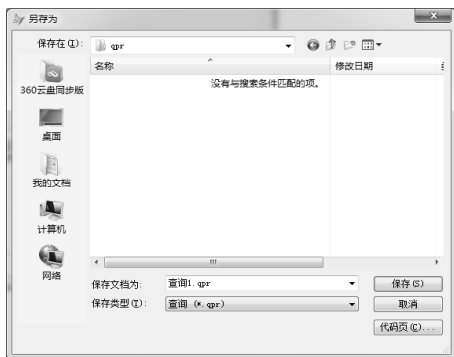 另存为
保存在(I):
qpr
名称
修改日期
没有与搜索条件匹配的项。
360云盘同步版
桌面
我的文档
计算机
网络
保存文档为:
查询1.qpr
保存(S)
保存类型(T):
查询 (*.qpr)
取消
代码页(C)...